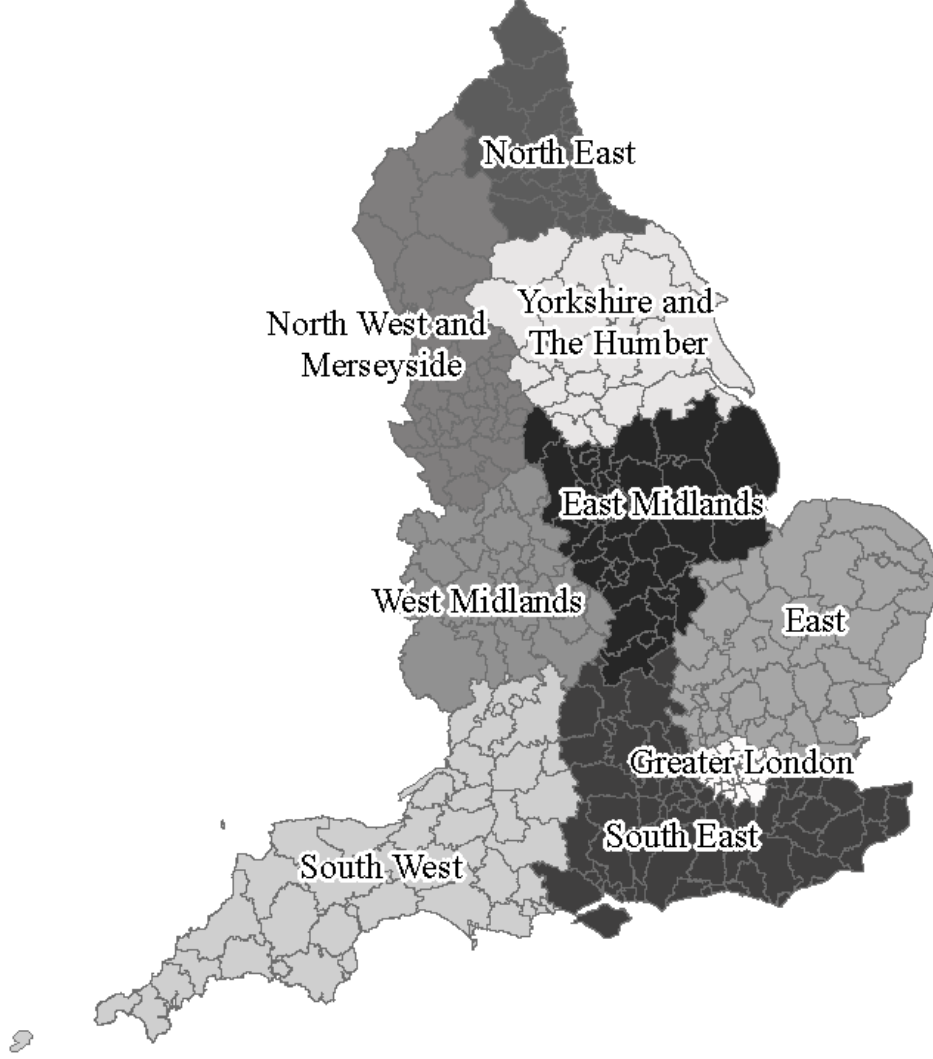 North East
Yorkshire and
The Humber
North West and
Merseyside
East Midlands
West Midlands
East
Greater London
South East
South West